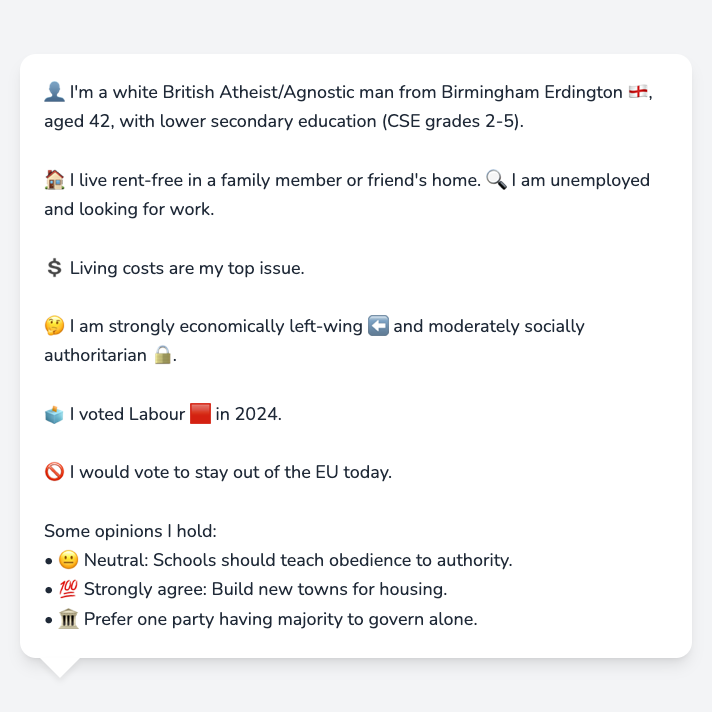 👤 I'm a white British Atheist/Agnostic man from Birmingham Erdington 🏴󠁧󠁢󠁥󠁮󠁧󠁿,
aged 42, with lower secondary education (CSE grades 2-5).
🏠 I live rent-free in a family member or friend's home. 🔍 I am unemployed
and looking for work.
💲 Living costs are my top issue.
🤔 I am strongly economically left-wing ⬅️ and moderately socially
authoritarian 🔒.
🗳️ I voted Labour 🟥 in 2024.
🚫 I would vote to stay out of the EU today.
Some opinions I hold:
• 😐 Neutral: Schools should teach obedience to authority.
• 💯 Strongly agree: Build new towns for housing.
• 🏛️ Prefer one party having majority to govern alone.